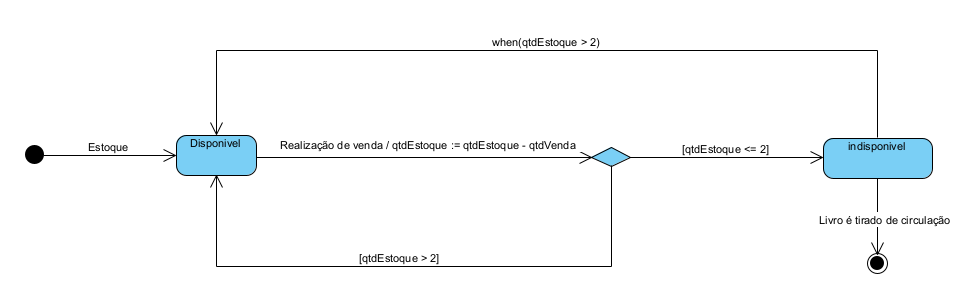 when(qtdEstoque > 2)
Estoque
Disponivel
Realização de venda / qtdEstoque := qtdEstoque - qtdVenda
[qtdEstoque <= 2]
indisponivel
Livro é tirado de circulação
[qtdEstoque > 2]